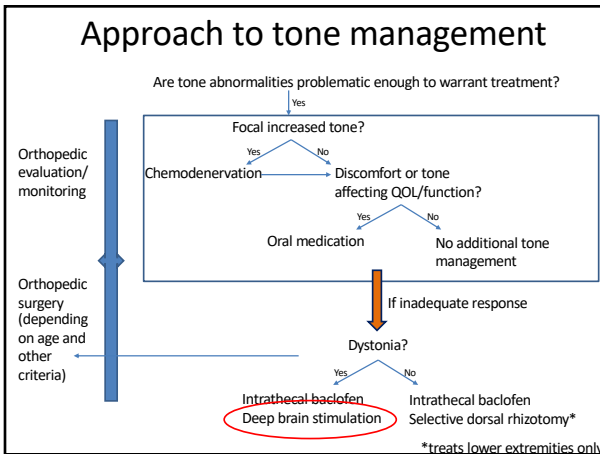 Approach to tone management
Are tone abnormalities problematic enough to warrant treatment?
Yes
Focal increased tone?
Yes
No
Orthopedic
evaluation/
monitoring
Chemodenervation
Discomfort or tone
affecting QOL/function?
Yes
No
Oral medication
No additional tone
management
Orthopedic
surgery
(depending
on age and
other
criteria)
If inadequate response
Dystonia?
Yes
No
Intrathecal baclofen
Deep brain stimulation
Intrathecal baclofen
Selective dorsal rhizotomy*
*treats lower extremities only